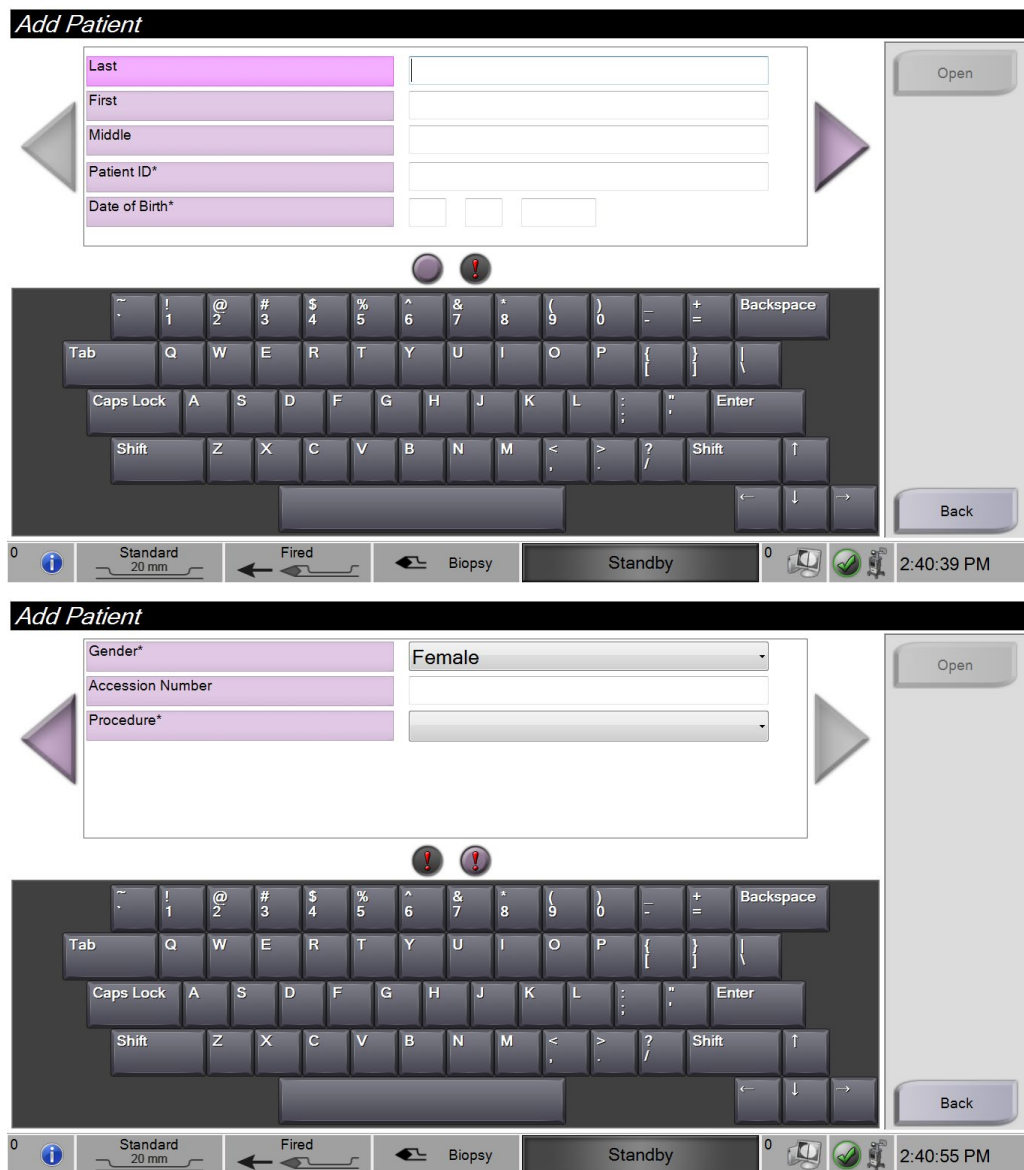 Add Patient
Last
Open
First
Middle
Patient ID*
Date of Birth*
~ ! @ # $ % ^ & * ( ) _ + Backspace
` 1 2 3 4 5 6 7 8 9 0 - =
Tab Q W E R T Y U I O P { } |
[ ] \
Caps Lock A S D F G H J K L : " Enter
; '
Shift Z X C V B N M < > ? Shift ↑
, . /
← ↓ →
Back
0 Standard Fired Biopsy Standby 0 2:40:39 PM
20 mm
Add Patient
Gender* Female
Open
Accession Number
Procedure*
~ ! @ # $ % ^ & * ( ) _ + Backspace
` 1 2 3 4 5 6 7 8 9 0 - =
Tab Q W E R T Y U I O P { } |
[ ] \
Caps Lock A S D F G H J K L : " Enter
; '
Shift Z X C V B N M < > ? Shift ↑
, . /
← ↓ →
Back
0 Standard Fired Biopsy Standby 0 2:40:55 PM
20 mm